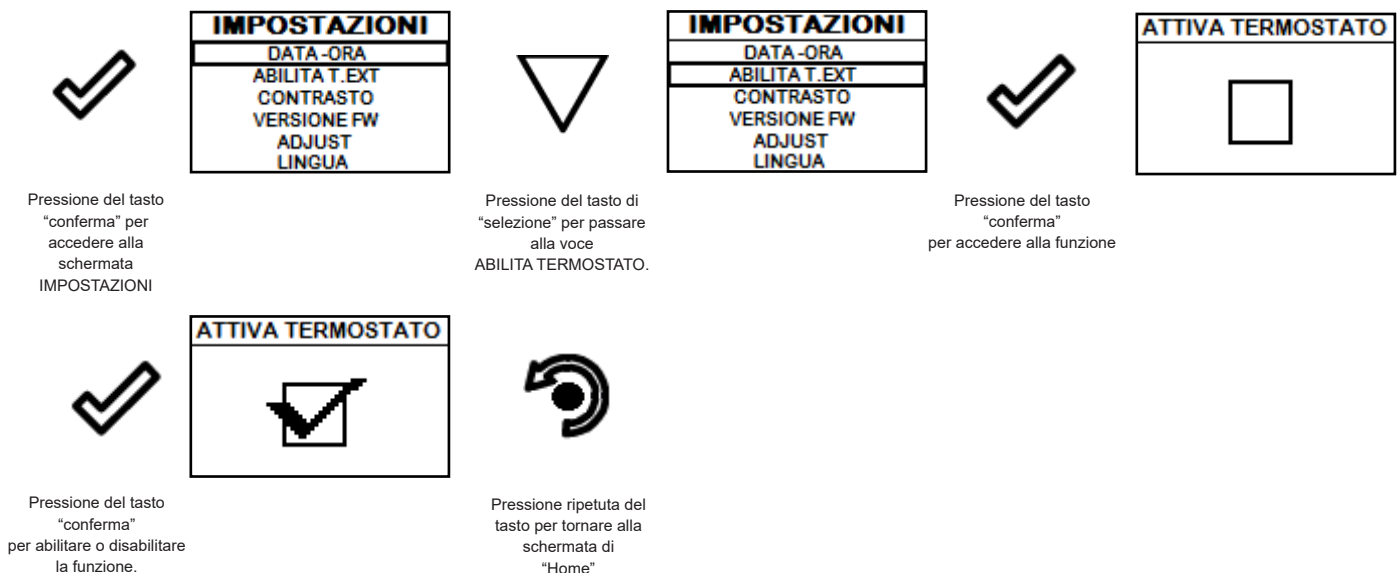 IMPOSTAZIONI
DATA-ORA
ABILITA T.EXT
CONTRASTO
VERSIONE FW
ADJUST
LINGUA
IMPOSTAZIONI
DATA-ORA
ABILITA T.EXT
CONTRASTO
VERSIONE FW
ADJUST
LINGUA
ATTIVA TERMOSTATO
Pressione del tasto
“conferma” per
accedere alla
schermata
IMPOSTAZIONI
Pressione del tasto di
“selezione” per passare
alla voce
ABILITA TERMOSTATO.
Pressione del tasto
“conferma”
per accedere alla funzione
ATTIVA TERMOSTATO
Pressione del tasto
“conferma”
per abilitare o disabilitare
la funzione.
Pressione ripetuta del
tasto per tornare alla
schermata di
“Home”